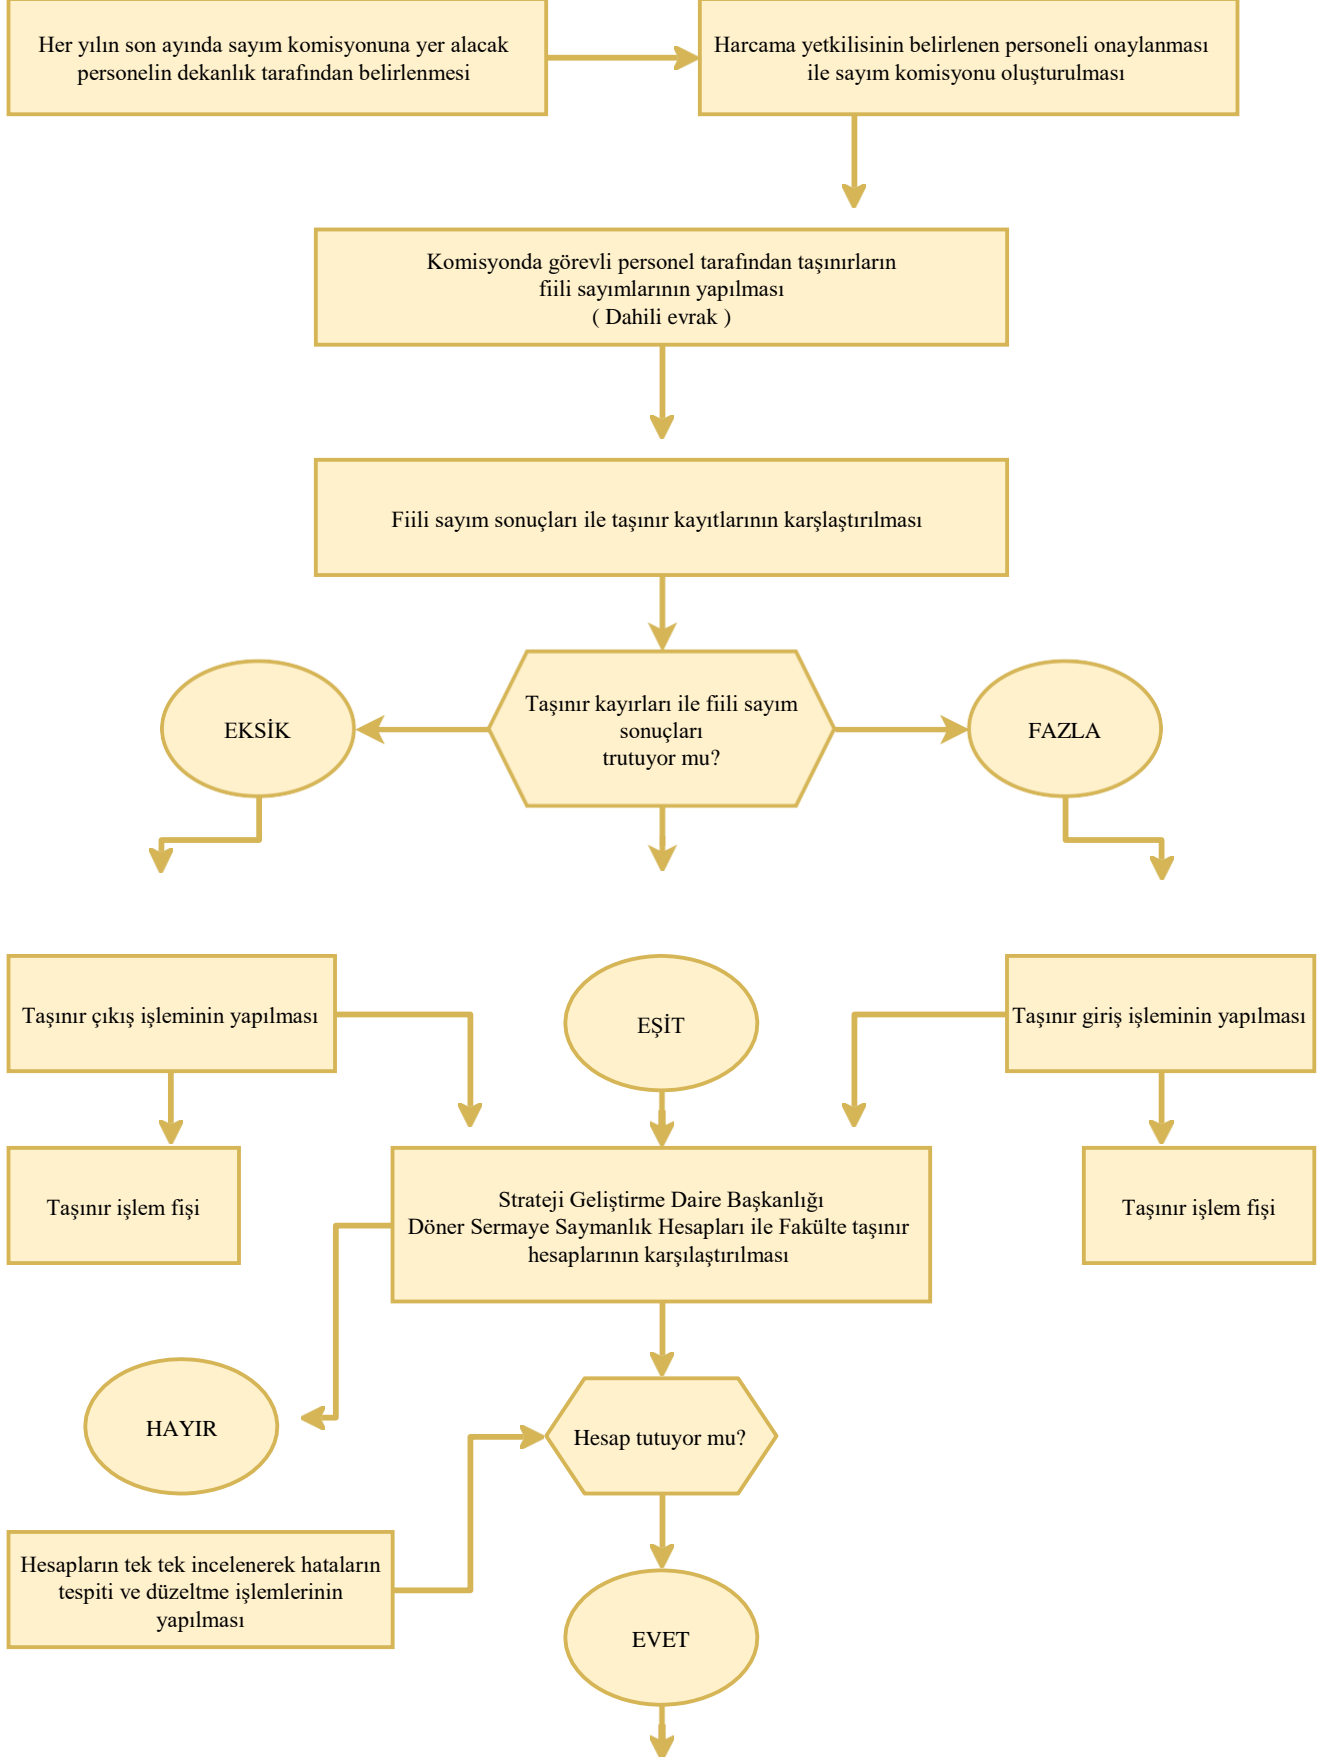 Her yılın son ayında sayım komisyonuna yer alacak
personelin dekanlık tarafından belirlenmesi
Harcama yetkilisinin belirlenen personeli onaylanması
ile sayım komisyonu oluşturulması
Komisyonda görevli personel tarafından taşınırların
fiili sayımlarının yapılması
( Dahili evrak )
Fiili sayım sonuçları ile taşınır kayıtlarının karşlaştırılması
EKSİK
Taşınır kayırları ile fiili sayım
sonuçları
trutuyor mu?
FAZLA
Taşınır çıkış işleminin yapılması
EŞİT
Taşınır giriş işleminin yapılması
Taşınır işlem fişi
Strateji Geliştirme Daire Başkanlığı
Döner Sermaye Saymanlık Hesapları ile Fakülte taşınır
hesaplarının karşılaştırılması
Taşınır işlem fişi
HAYIR
Hesap tutuyor mu?
Hesapların tek tek incelenerek hataların
tespiti ve düzeltme işlemlerinin
yapılması
EVET